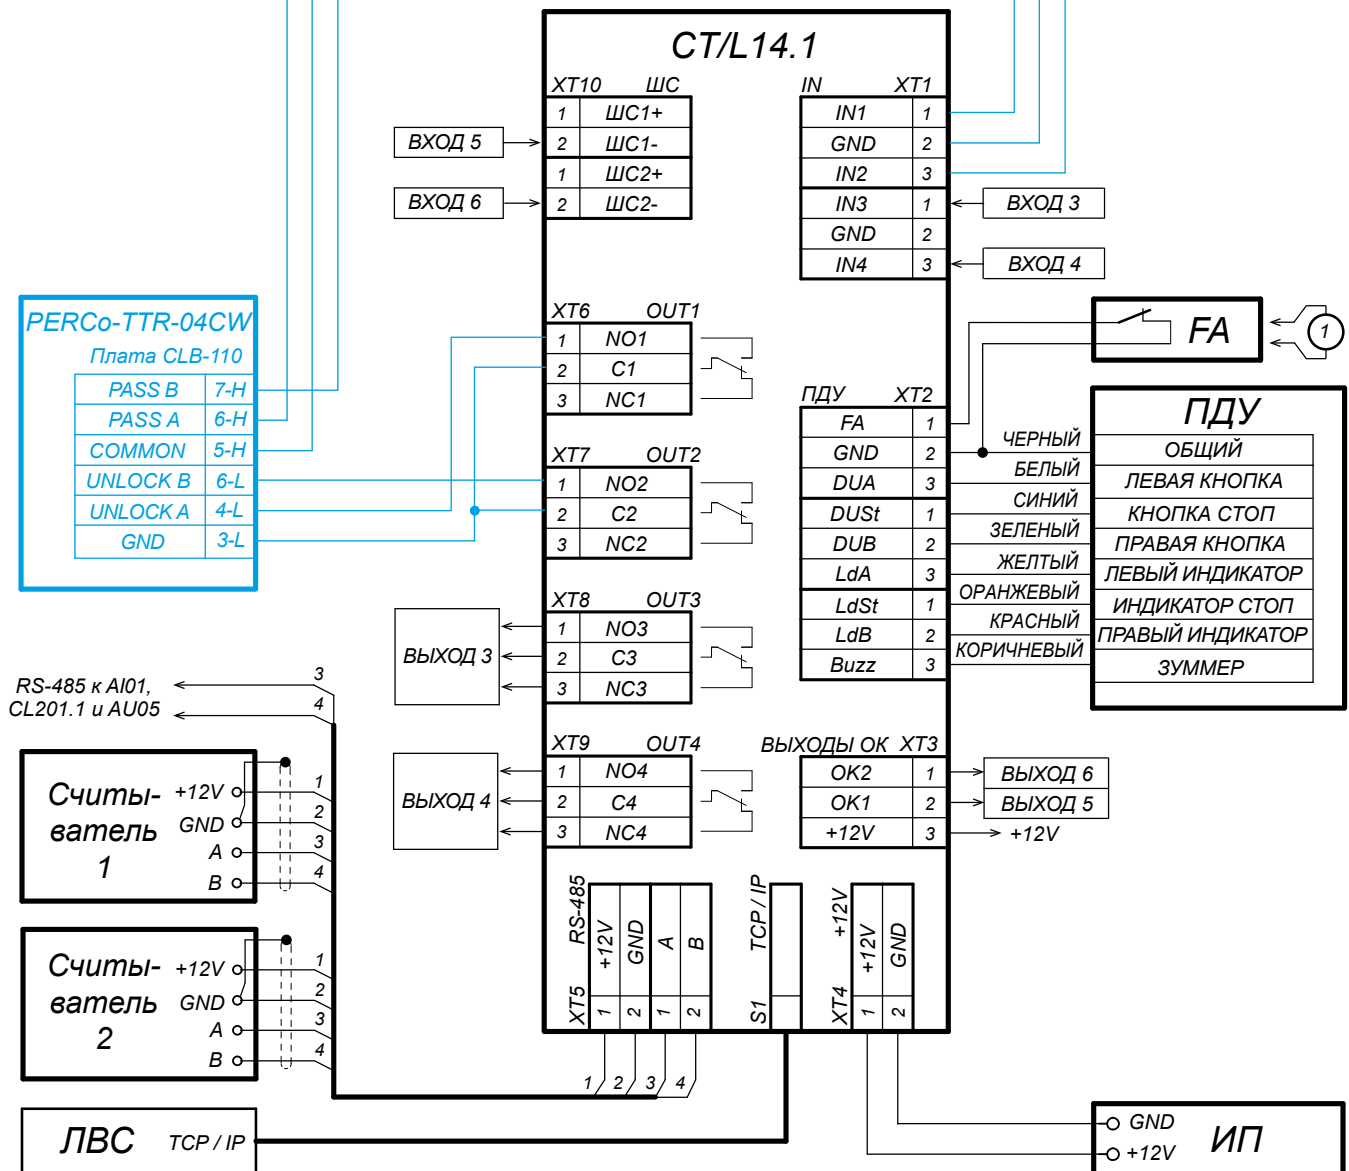 CT/L14.1
XT10 ШС
1 ШС1+
2 ШС1-
1 ШС2+
2 ШС2-
ВХОД 5
ВХОД 6
IN XT1
IN1 1
GND 2
IN2 3
IN3 1
GND 2
IN4 3
ВХОД 3
ВХОД 4
PERCo-TTR-04CW
Плата CLB-110
PASS B 7-H
PASS A 6-H
COMMON 5-H
UNLOCK B 6-L
UNLOCK A 4-L
GND 3-L
XT6 OUT1
1 NO1
2 C1
3 NC1
XT7 OUT2
1 NO2
2 C2
3 NC2
XT8 OUT3
1 NO3
2 C3
3 NC3
ВЫХОД 3
XT9 OUT4
1 NO4
2 C4
3 NC4
ВЫХОД 4
FA
1
ПДУ XT2
FA 1
GND 2
DUA 3
DUSt 1
DUB 2
LdA 3
LdSt 1
LdB 2
Buzz 3
ЧЕРНЫЙ
БЕЛЫЙ
СИНИЙ
ЗЕЛЕНЫЙ
ЖЕЛТЫЙ
ОРАНЖЕВЫЙ
КРАСНЫЙ
КОРИЧНЕВЫЙ
ПДУ
ОБЩИЙ
ЛЕВАЯ КНОПКА
КНОПКА СТОП
ПРАВАЯ КНОПКА
ЛЕВЫЙ ИНДИКАТОР
ИНДИКАТОР СТОП
ПРАВЫЙ ИНДИКАТОР
ЗУММЕР
ВЫХОДЫ ОК XT3
OK2 1
OK1 2
+12V 3
ВЫХОД 6
ВЫХОД 5
+12V
RS-485 к AI01,
CL201.1 и AU05
3
4
Считы-
ватель
1
+12V 1
GND 2
A 3
B 4
Считы-
ватель
2
+12V 1
GND 2
A 3
B 4
XT5 RS-485
1 +12V
2 GND
1 A
2 B
1 2 3 4
S1 TCP / IP
XT4 +12V
1 +12V
2 GND
ЛВС TCP / IP
GND
+12V
ИП